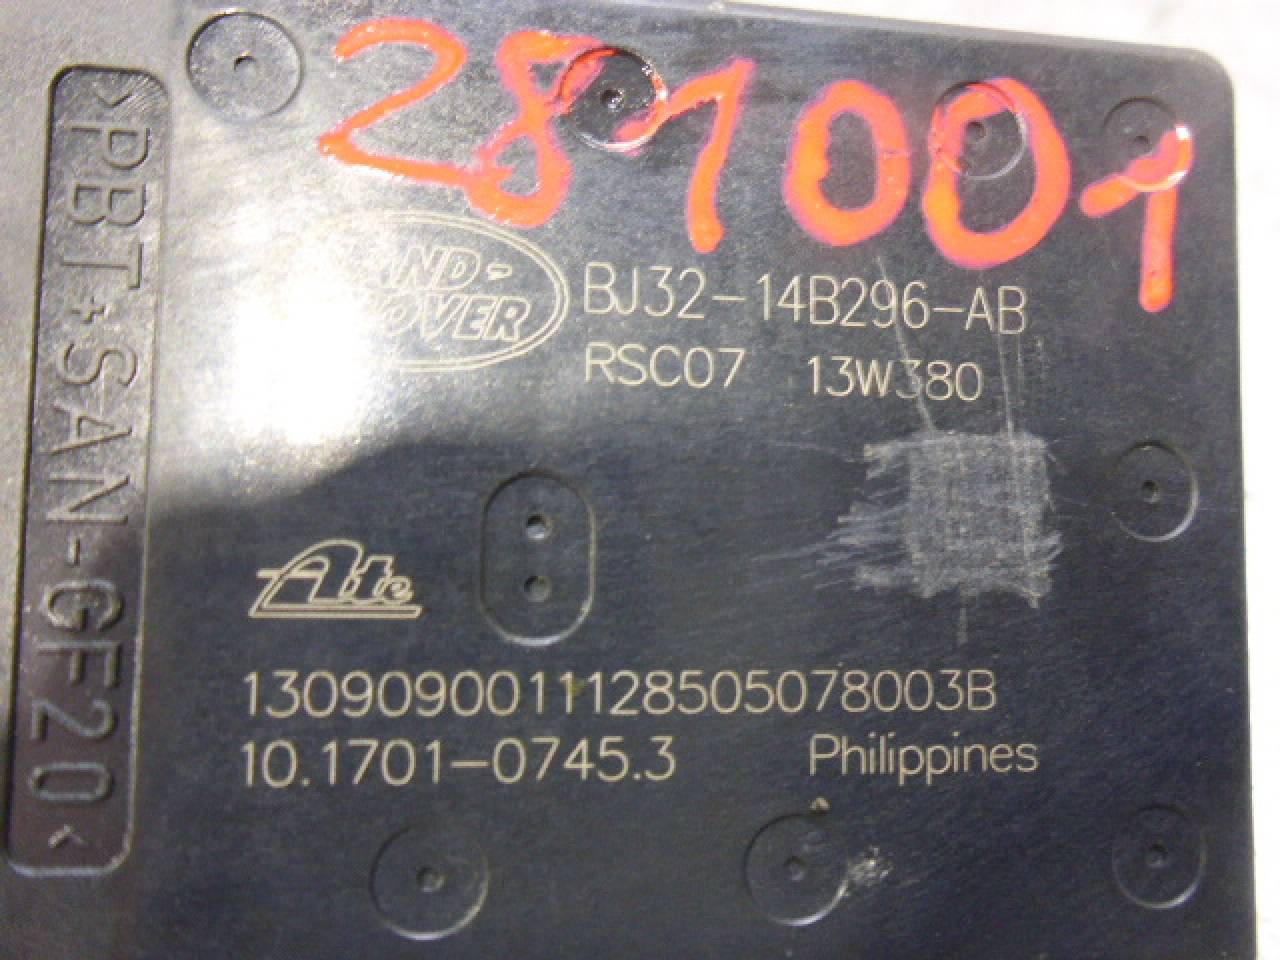 281001
LAND-
ROVER
BJ32-14B296-AB
RSC07 13W380
Ate
1309090011128505078003B
10.1701-0745.3 Philippines
>PBT+SAN-GF20<